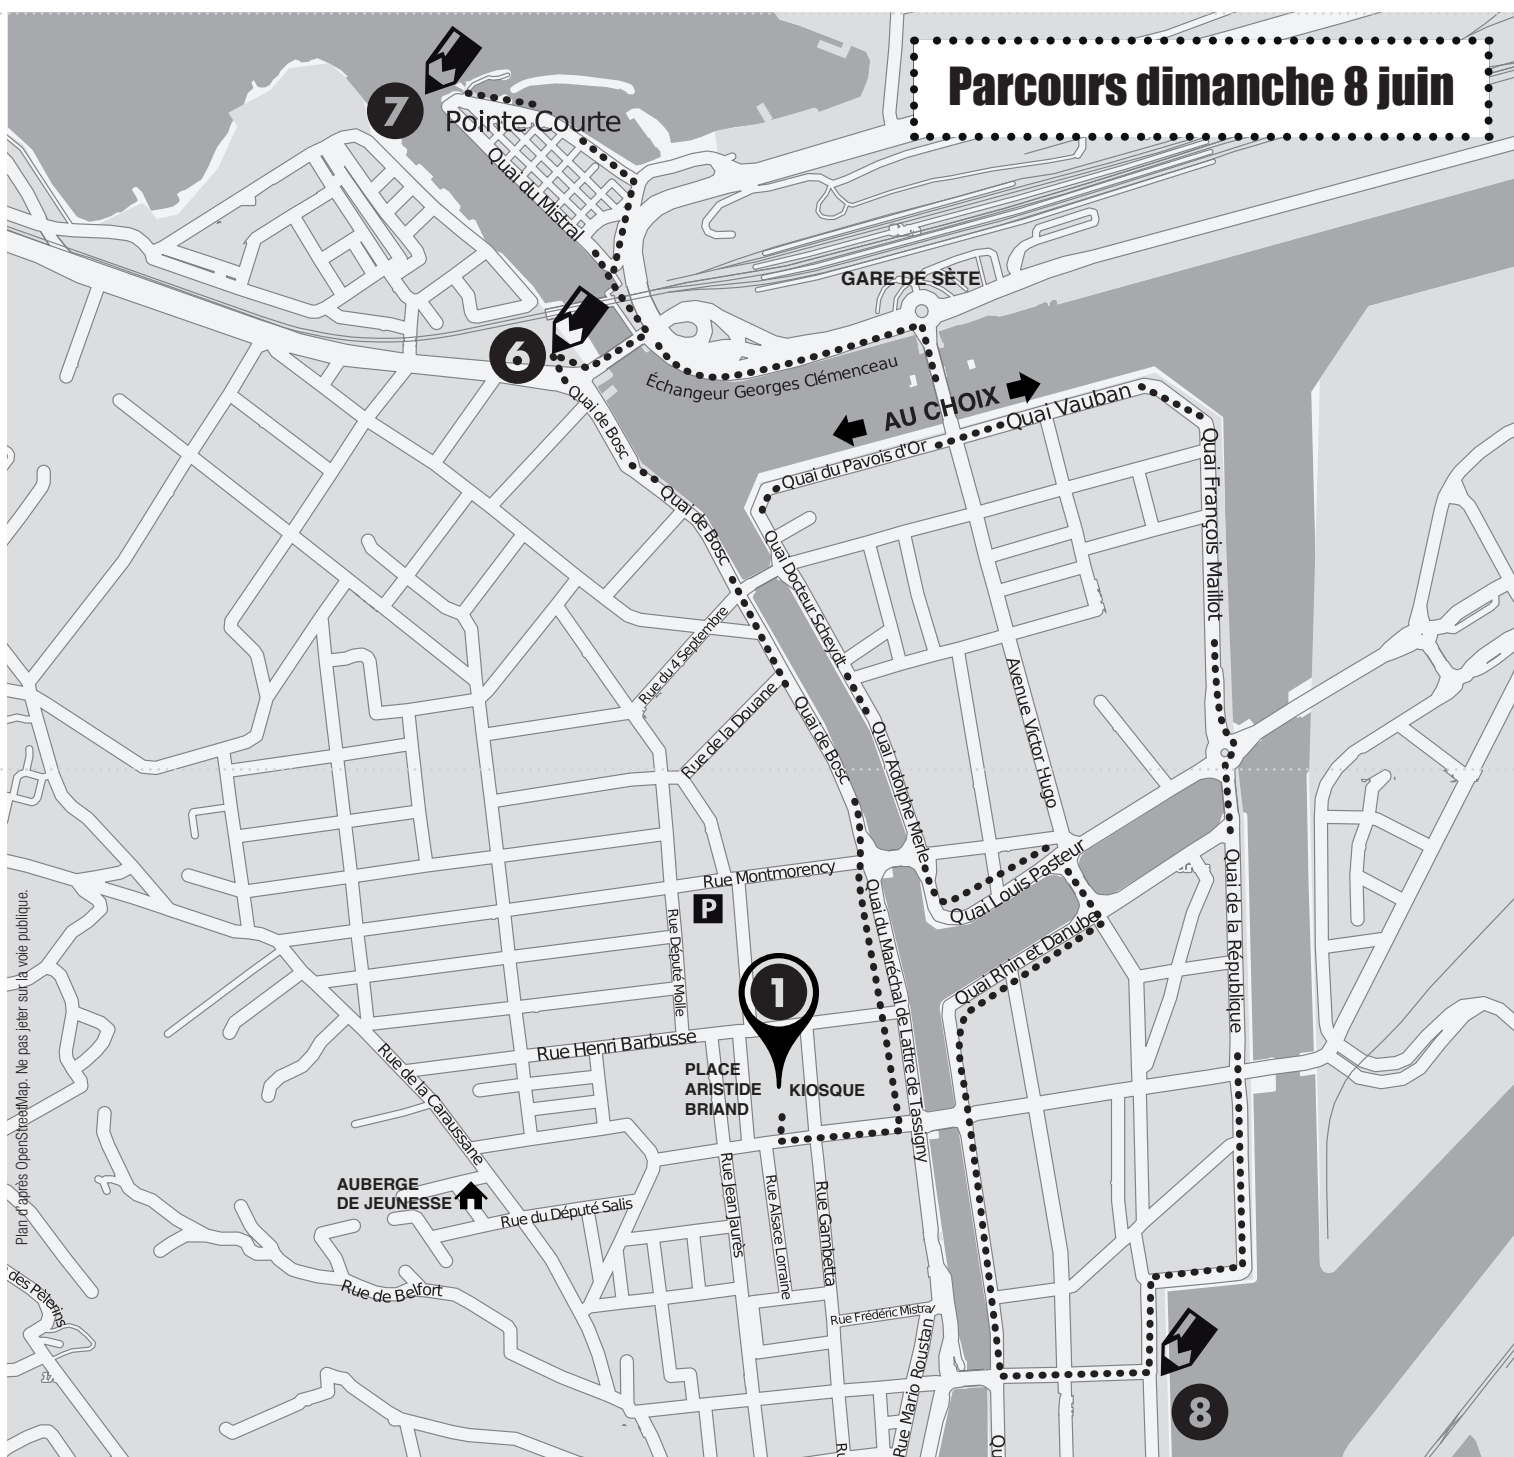 Parcours dimanche 8 juin
7
Pointe Courte
Quai du Mistral
GARE DE SÈTE
6
Échangeur Georges Clémenceau
AU CHOIX
Quai Vauban
Quai du Pavois d'Or
Quai de Bosc
Quai de Bosc
Quai François Maillot
Quai Docteur Scheydt
Rue du 4 Septembre
Rue de la Douane
Quai de Bosc
Avenue Victor Hugo
Quai Adolphe Merle
Rue Montmorency
Quai Louis Pasteur
P
Quai du Maréchal de Lattre de Tassigny
Quai de la République
Rue Député Molle
Quai Rhin et Danube
1
Rue Henri Barbusse
Rue de la Caraussane
PLACE
ARISTIDE
BRIAND
KIOSQUE
AUBERGE
DE JEUNESSE
Rue du Député Salis
Rue Jean Jaurès
Rue Alsace Lorraine
Rue Gambetta
Rue de Belfort
des Pèlerins
Rue Frédéric Mistral
Rue Mario Roustan
8
Ru
Qu
Plan d'après OpenStreetMap. Ne pas jeter sur la voie publique.